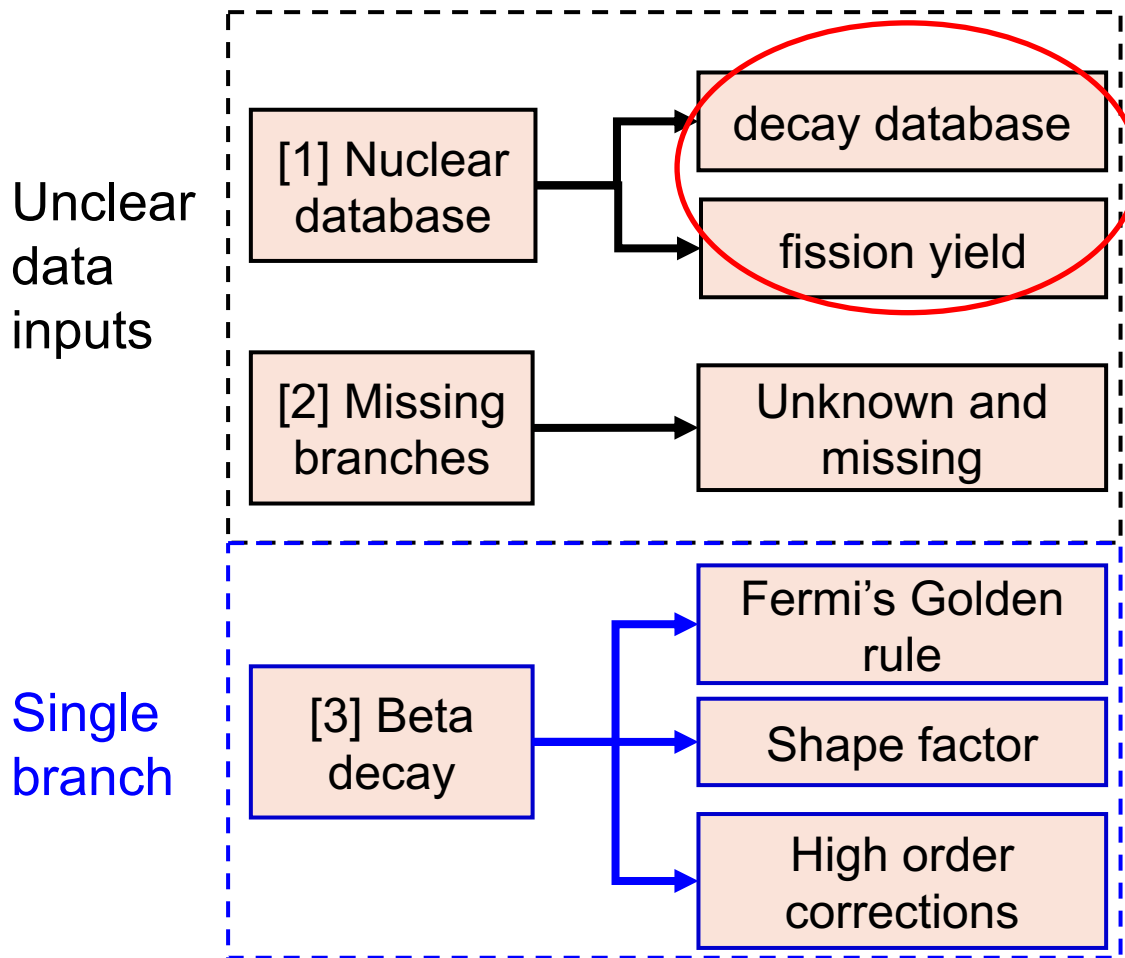 Unclear
data
inputs
[1] Nuclear
database
decay database
fission yield
[2] Missing
branches
Unknown and
missing
Single
branch
[3] Beta
decay
Fermi’s Golden
rule
Shape factor
High order
corrections